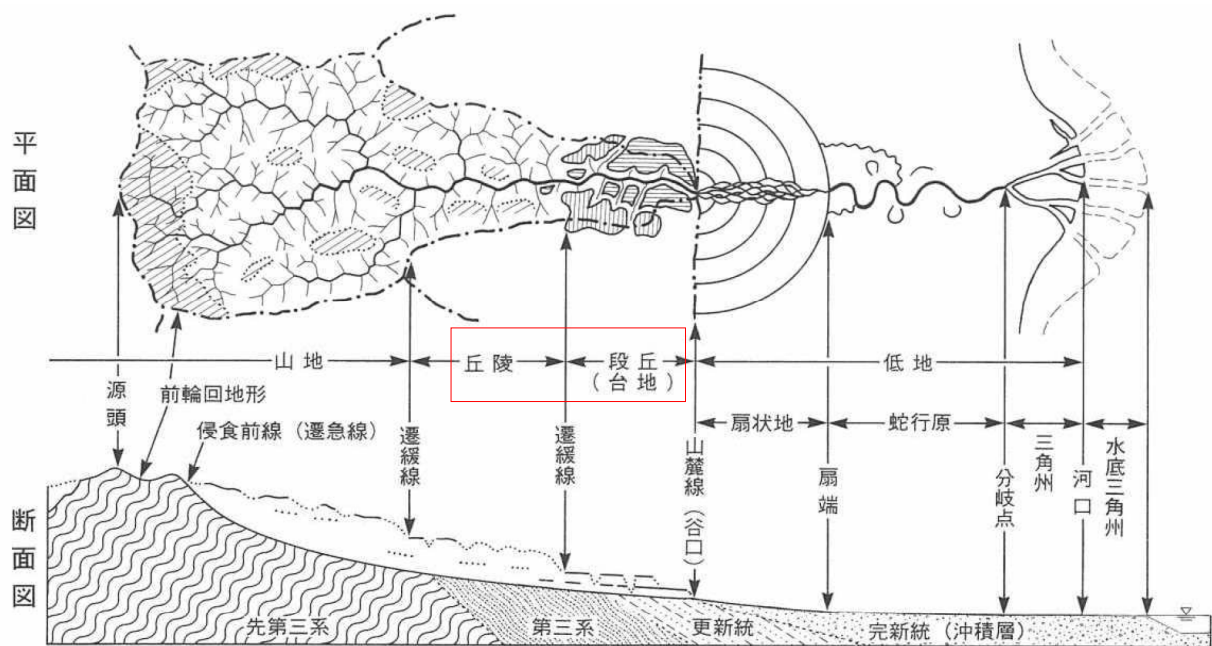 平面図
山地
丘陵
段丘
（台地）
低地
源頭
前輪回地形
侵食前線（遷急線）
遷緩線
遷緩線
山麓線（谷口）
扇状地
扇端
蛇行原
分岐点
三角州
河口
水底三角州
断面図
先第三系
第三系
更新統
完新統（沖積層）